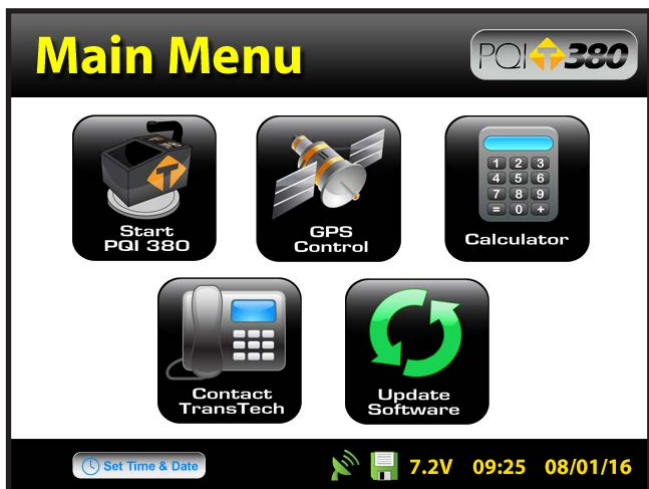 Main Menu
PQI T 380
T
Start
PQI 380
GPS
Control
1 2 3
4 5 6
7 8 9
= 0 +
Calculator
Contact
TransTech
Update
Software
Set Time & Date
7.2V 09:25 08/01/16